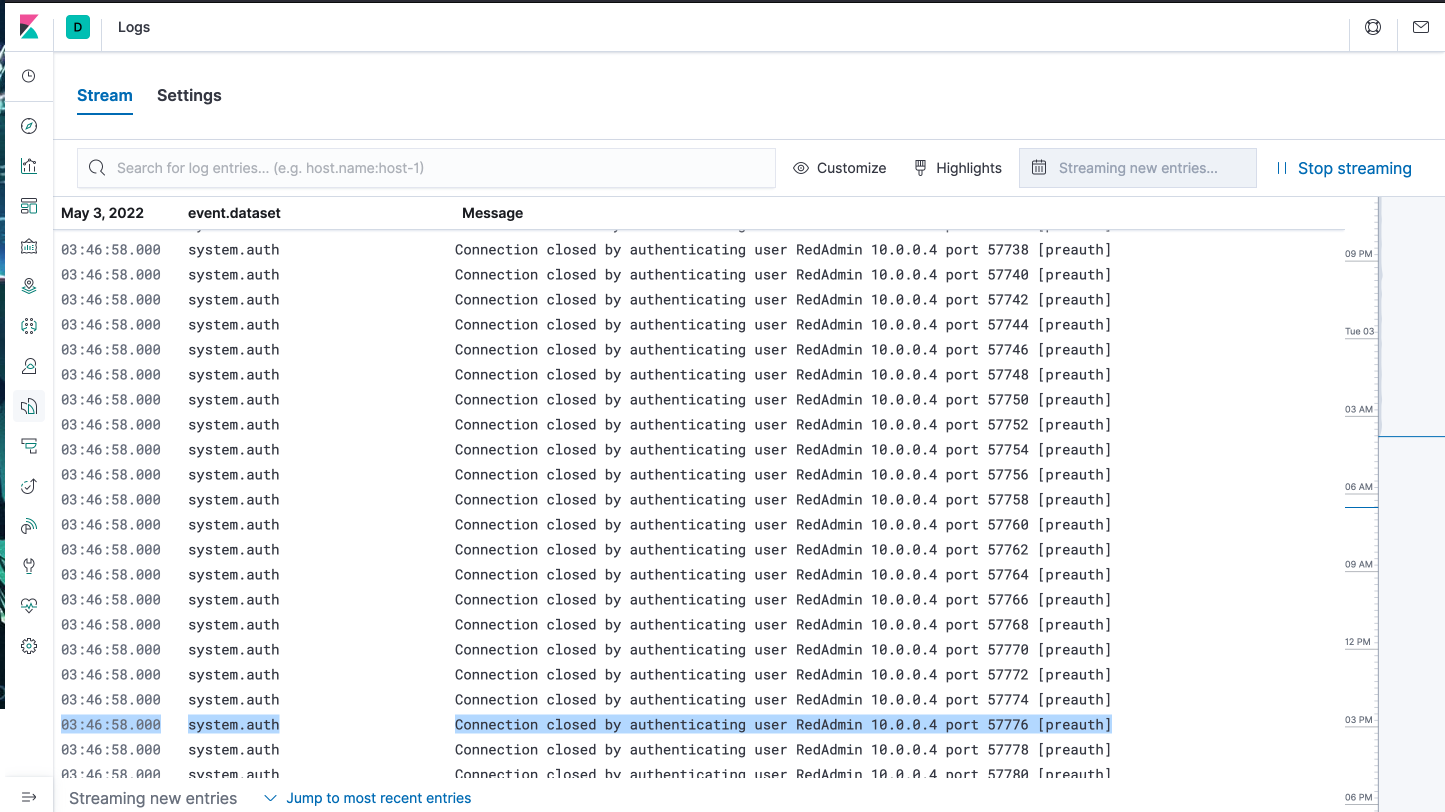 D Logs
Stream Settings
Search for log entries... (e.g. host.name:host-1) Customize Highlights Streaming new entries... Stop streaming
May 3, 2022 event.dataset Message
03:46:58.000 system.auth Connection closed by authenticating user RedAdmin 10.0.0.4 port 57738 [preauth]
03:46:58.000 system.auth Connection closed by authenticating user RedAdmin 10.0.0.4 port 57740 [preauth]
03:46:58.000 system.auth Connection closed by authenticating user RedAdmin 10.0.0.4 port 57742 [preauth]
03:46:58.000 system.auth Connection closed by authenticating user RedAdmin 10.0.0.4 port 57744 [preauth]
03:46:58.000 system.auth Connection closed by authenticating user RedAdmin 10.0.0.4 port 57746 [preauth]
03:46:58.000 system.auth Connection closed by authenticating user RedAdmin 10.0.0.4 port 57748 [preauth]
03:46:58.000 system.auth Connection closed by authenticating user RedAdmin 10.0.0.4 port 57750 [preauth]
03:46:58.000 system.auth Connection closed by authenticating user RedAdmin 10.0.0.4 port 57752 [preauth]
03:46:58.000 system.auth Connection closed by authenticating user RedAdmin 10.0.0.4 port 57754 [preauth]
03:46:58.000 system.auth Connection closed by authenticating user RedAdmin 10.0.0.4 port 57756 [preauth]
03:46:58.000 system.auth Connection closed by authenticating user RedAdmin 10.0.0.4 port 57758 [preauth]
03:46:58.000 system.auth Connection closed by authenticating user RedAdmin 10.0.0.4 port 57760 [preauth]
03:46:58.000 system.auth Connection closed by authenticating user RedAdmin 10.0.0.4 port 57762 [preauth]
03:46:58.000 system.auth Connection closed by authenticating user RedAdmin 10.0.0.4 port 57764 [preauth]
03:46:58.000 system.auth Connection closed by authenticating user RedAdmin 10.0.0.4 port 57766 [preauth]
03:46:58.000 system.auth Connection closed by authenticating user RedAdmin 10.0.0.4 port 57768 [preauth]
03:46:58.000 system.auth Connection closed by authenticating user RedAdmin 10.0.0.4 port 57770 [preauth]
03:46:58.000 system.auth Connection closed by authenticating user RedAdmin 10.0.0.4 port 57772 [preauth]
03:46:58.000 system.auth Connection closed by authenticating user RedAdmin 10.0.0.4 port 57774 [preauth]
03:46:58.000 system.auth Connection closed by authenticating user RedAdmin 10.0.0.4 port 57776 [preauth]
03:46:58.000 system.auth Connection closed by authenticating user RedAdmin 10.0.0.4 port 57778 [preauth]
03:46:58.000 system.auth Connection closed by authenticating user RedAdmin 10.0.0.4 port 57780 [preauth]
Streaming new entries Jump to most recent entries
09 PM
Tue 03
03 AM
06 AM
09 AM
12 PM
03 PM
06 PM